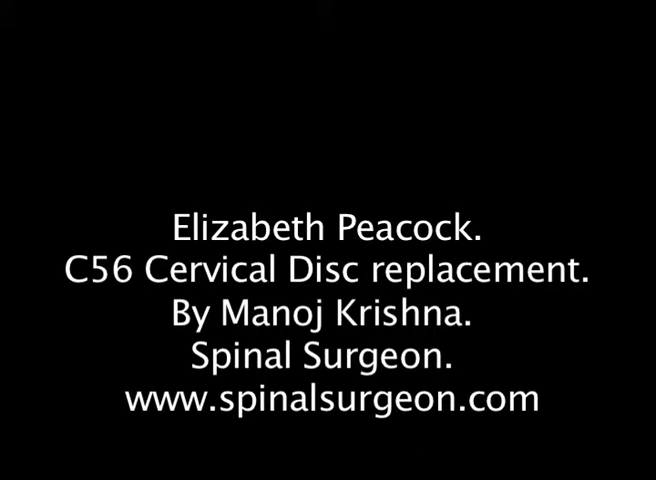 Elizabeth Peacock.
C56 Cervical Disc replacement.
By Manoj Krishna.
Spinal Surgeon.
www.spinalsurgeon.com